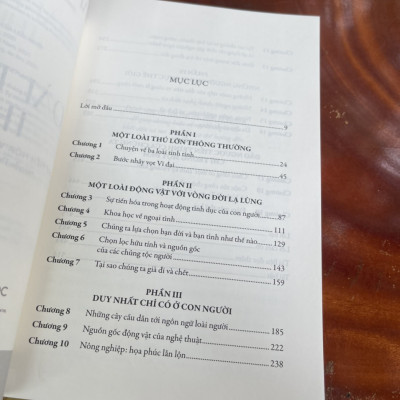 MỤC LỤC
Lời mở đầu 9
PHẦN I
MỘT LOÀI THÚ LỚN THÔNG THƯỜNG
Chương 1 Chuyện về ba loài tinh tinh 24
Chương 2 Bước nhảy vọt Vĩ đại 45
PHẦN II
MỘT LOÀI ĐỘNG VẬT VỚI VÒNG ĐỜI LẠ LÙNG
Chương 3 Sự tiến hóa trong hoạt động tình dục của con người 87
Chương 4 Khoa học về ngoại tình 111
Chương 5 Chúng ta lựa chọn bạn đời và bạn tình như thế nào 129
Chương 6 Chọn lọc hữu tính và nguồn gốc
của các chủng tộc người 143
Chương 7 Tại sao chúng ta già đi và chết 159
PHẦN III
DUY NHẤT CHỈ CÓ Ở CON NGƯỜI
Chương 8 Những cây cầu dẫn tới ngôn ngữ loài người 185
Chương 9 Nguồn gốc động vật của nghệ thuật 222
Chương 10 Nông nghiệp: họa phúc lẫn lộn 238